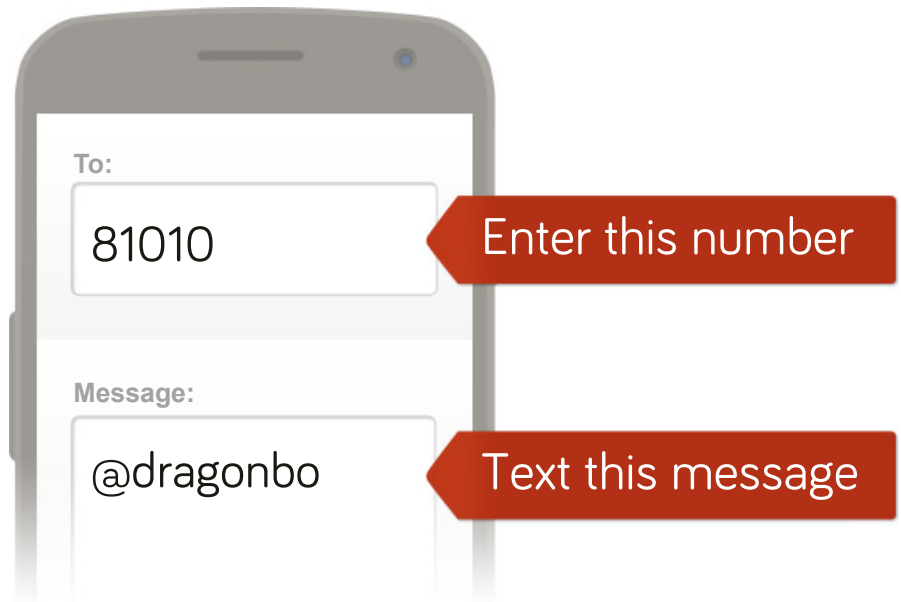 To:
81010
Enter this number
Message:
@dragonbo
Text this message